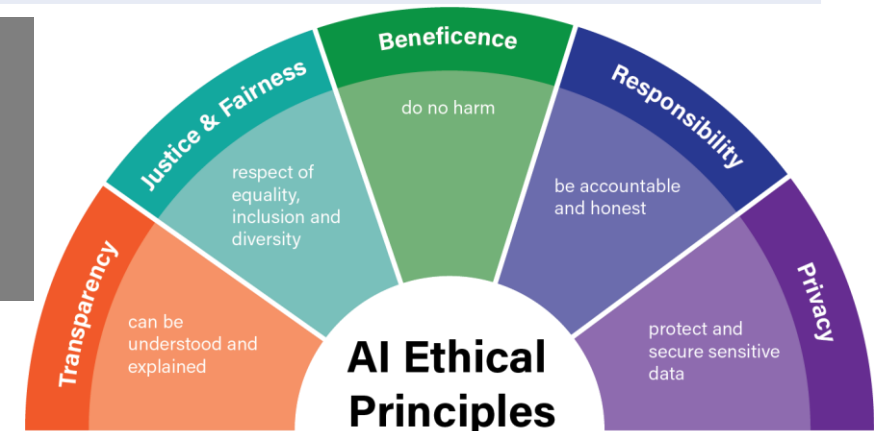 Transparency
can be
understood and
explained
Justice & Fairness
respect of
equality,
inclusion and
diversity
Beneficence
do no harm
Responsibility
be accountable
and honest
Privacy
protect and
secure sensitive
data
AI Ethical
Principles